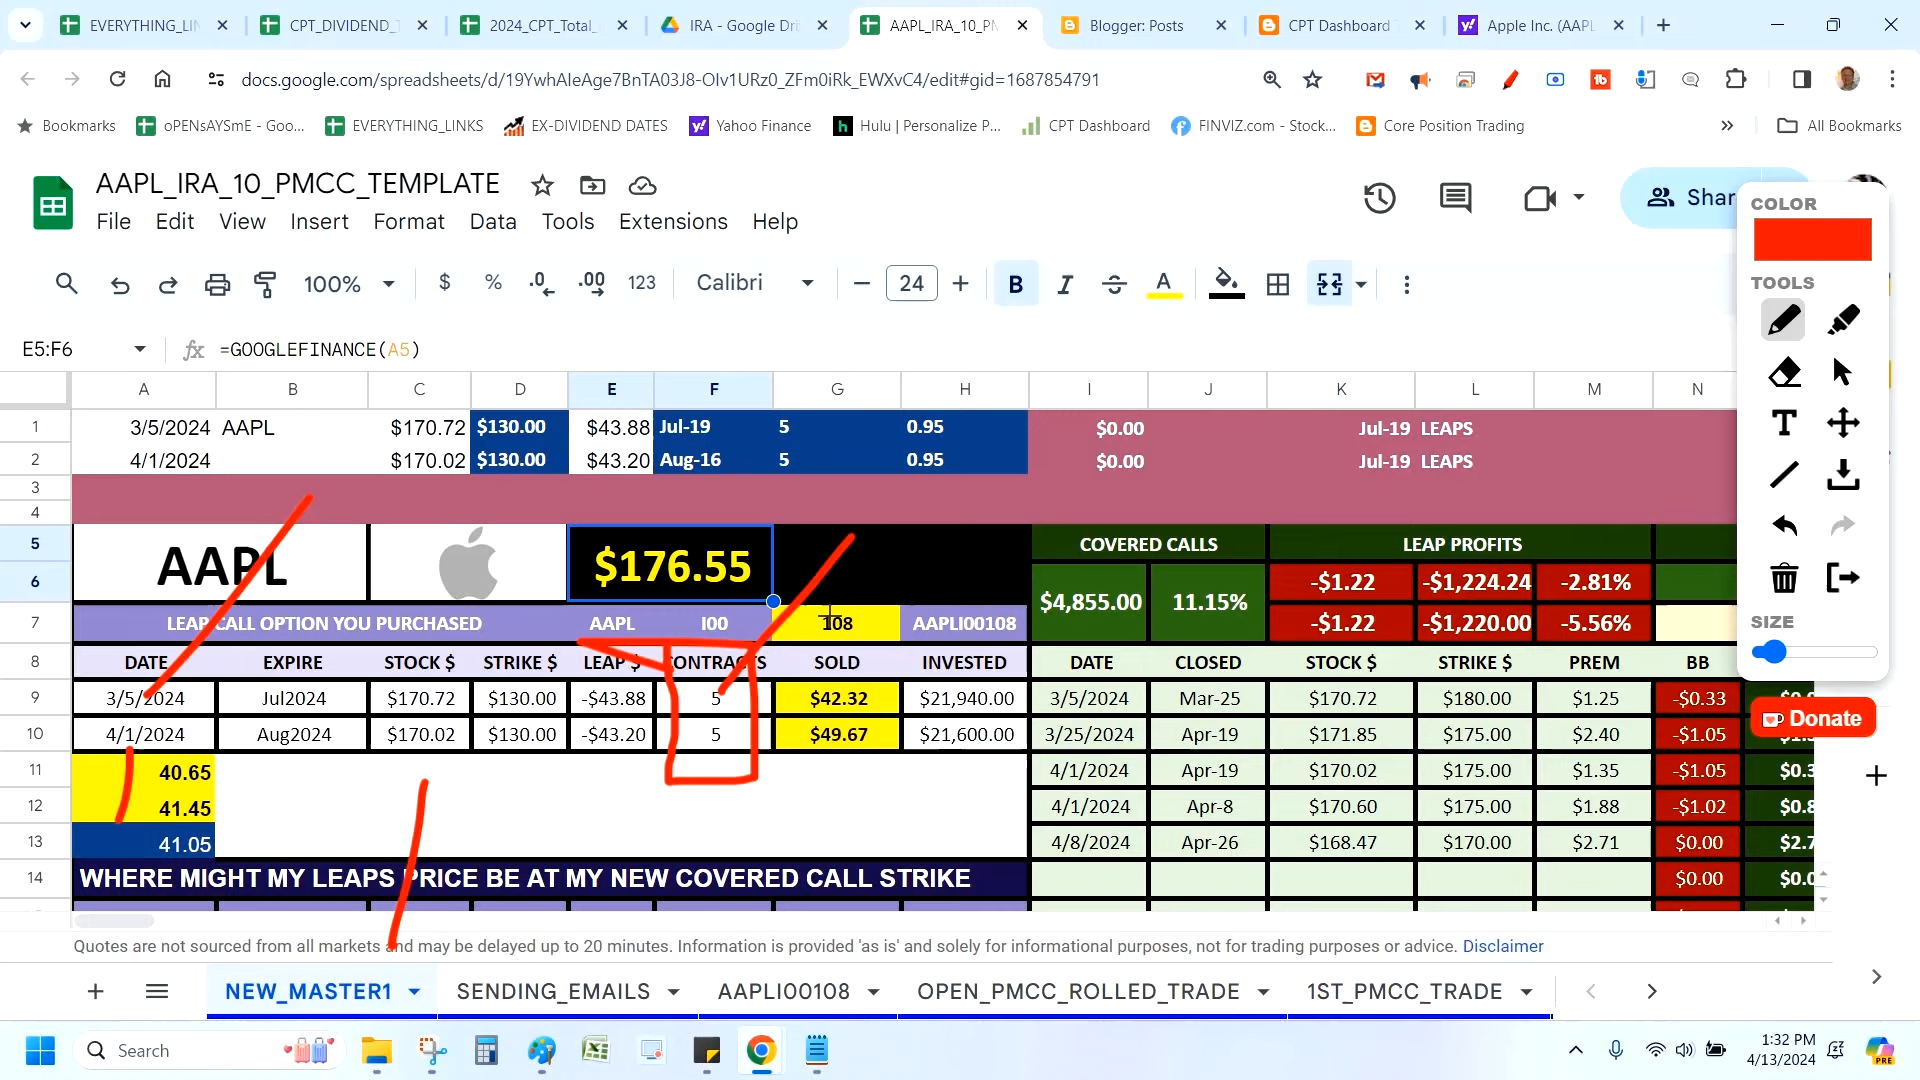 EVERYTHING_LIN
CPT_DIVIDEND_T
2024_CPT_Total_
IRA - Google Dri
AAPL_IRA_10_PM
Blogger: Posts
CPT Dashboard
Apple Inc. (AAPL
docs.google.com/spreadsheets/d/19YwhAIeAge7BnTA03J8-OIv1URz0_ZFm0iRk_EWXvC4/edit#gid=1687854791
Bookmarks oPENsAYSmE - Goo... EVERYTHING_LINKS EX-DIVIDEND DATES Yahoo Finance Hulu | Personalize P... CPT Dashboard FINVIZ.com - Stock... Core Position Trading » All Bookmarks
AAPL_IRA_10_PMCC_TEMPLATE
File Edit View Insert Format Data Tools Extensions Help
Shar
100% $ % .0 .00 123 Calibri 24 B I S A
E5:F6 fx =GOOGLEFINANCE(A5)
A B C D E F G H I J K L M N
1 3/5/2024 AAPL $170.72 $130.00 $43.88 Jul-19 5 0.95 $0.00 Jul-19 LEAPS
2 4/1/2024 $170.02 $130.00 $43.20 Aug-16 5 0.95 $0.00 Jul-19 LEAPS
3
4
5 AAPL $176.55 COVERED CALLS LEAP PROFITS
6 $4,855.00 11.15% -$1.22 -$1,224.24 -2.81%
7 LEAP CALL OPTION YOU PURCHASED AAPL I00 108 AAPLI00108 -$1.22 -$1,220.00 -5.56%
8 DATE EXPIRE STOCK $ STRIKE $ LEAP $ CONTRACTS SOLD INVESTED DATE CLOSED STOCK $ STRIKE $ PREM BB
9 3/5/2024 Jul2024 $170.72 $130.00 -$43.88 5 $42.32 $21,940.00 3/5/2024 Mar-25 $170.72 $180.00 $1.25 -$0.33
10 4/1/2024 Aug2024 $170.02 $130.00 -$43.20 5 $49.67 $21,600.00 3/25/2024 Apr-19 $171.85 $175.00 $2.40 -$1.05
11 40.65 4/1/2024 Apr-19 $170.02 $175.00 $1.35 -$1.05 $0.3
12 41.45 4/1/2024 Apr-8 $170.60 $175.00 $1.88 -$1.02 $0.8
13 41.05 4/8/2024 Apr-26 $168.47 $170.00 $2.71 $0.00 $2.7
14 WHERE MIGHT MY LEAPS PRICE BE AT MY NEW COVERED CALL STRIKE $0.00 $0.0
Quotes are not sourced from all markets and may be delayed up to 20 minutes. Information is provided 'as is' and solely for informational purposes, not for trading purposes or advice. Disclaimer
NEW_MASTER1 SENDING_EMAILS AAPLI00108 OPEN_PMCC_ROLLED_TRADE 1ST_PMCC_TRADE
COLOR
TOOLS
T
SIZE
Donate
Search
1:32 PM
4/13/2024
PRE